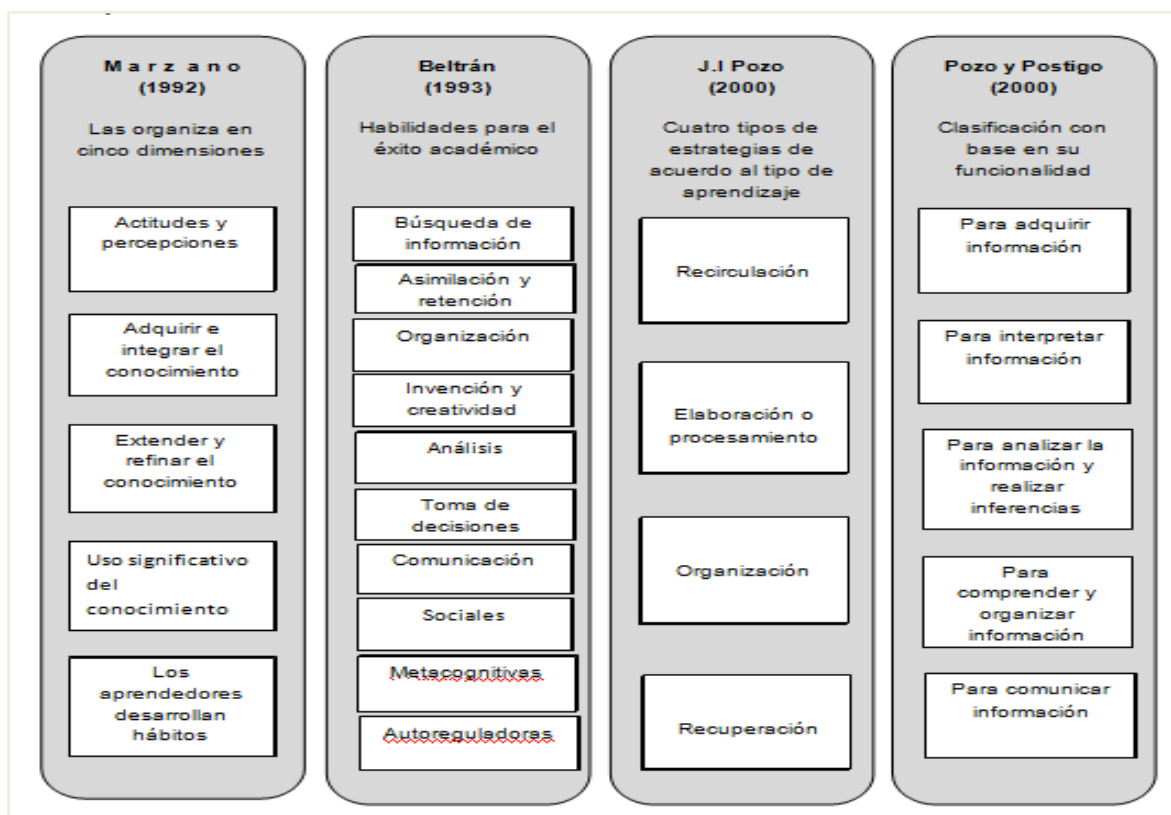 M a r z a n o
(1992)
Las organiza en
cinco dimensiones
Actitudes y
percepciones
Adquirir e
integrar el
conocimiento
Extender y
refinar el
conocimiento
Uso significativo
del
conocimiento
Los
aprendedores
desarrollan
hábitos
Beltrán
(1993)
Habilidades para el
éxito académico
Búsqueda de
información
Asimilación y
retención
Organización
Invención y
creatividad
Análisis
Toma de
decisiones
Comunicación
Sociales
Metacognitivas
Autoreguladoras
J.I Pozo
(2000)
Cuatro tipos de
estrategias de
acuerdo al tipo de
aprendizaje
Recirculación
Elaboración o
procesamiento
Organización
Recuperación
Pozo y Postigo
(2000)
Clasificación con
base en su
funcionalidad
Para adquirir
información
Para interpretar
información
Para analizar la
información y
realizar
inferencias
Para
comprender y
organizar
información
Para comunicar
información